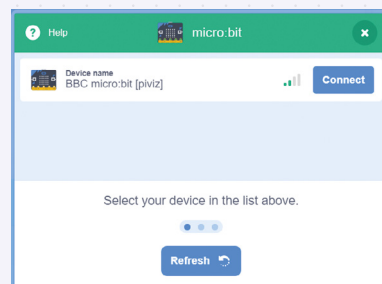 ? Help
micro:bit
Device name
BBC micro:bit [piviz]
Connect
Select your device in the list above.
Refresh